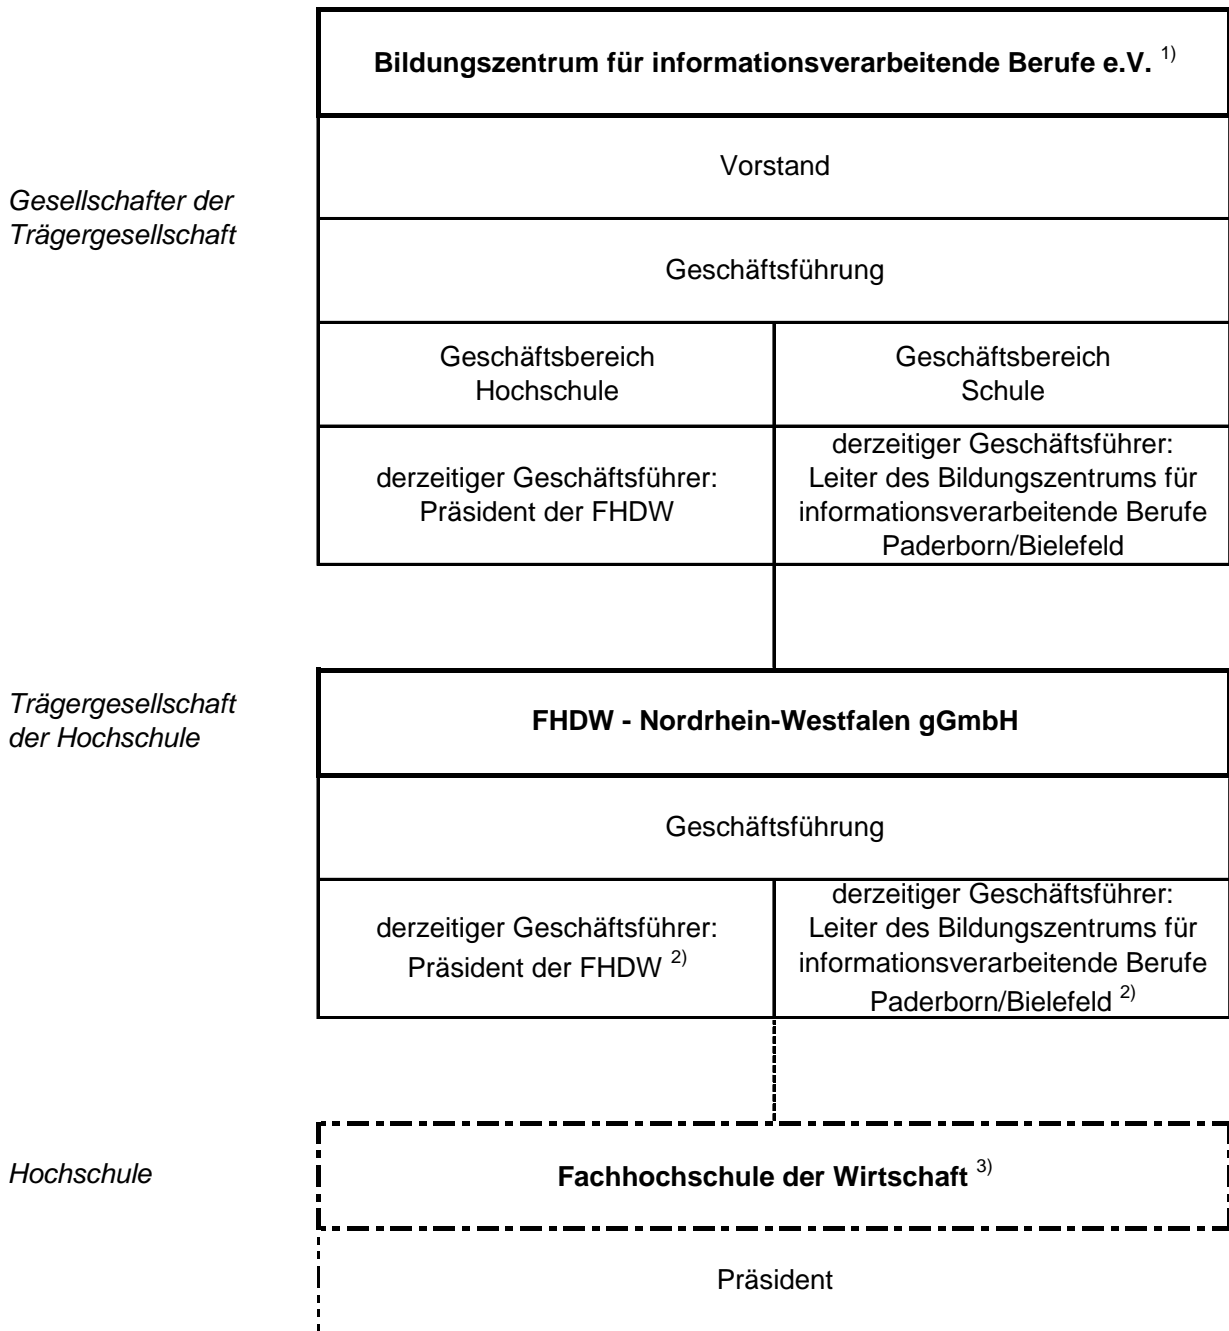 Bildungszentrum für informationsverarbeitende Berufe e.V. 1)
Vorstand
Gesellschafter der
Trägergesellschaft
Geschäftsführung
Geschäftsbereich
Hochschule
Geschäftsbereich
Schule
derzeitiger Geschäftsführer:
Präsident der FHDW
derzeitiger Geschäftsführer:
Leiter des Bildungszentrums für
informationsverarbeitende Berufe
Paderborn/Bielefeld
Trägergesellschaft
der Hochschule
FHDW - Nordrhein-Westfalen gGmbH
Geschäftsführung
derzeitiger Geschäftsführer:
Präsident der FHDW 2)
derzeitiger Geschäftsführer:
Leiter des Bildungszentrums für
informationsverarbeitende Berufe
Paderborn/Bielefeld 2)
Hochschule
Fachhochschule der Wirtschaft 3)
Präsident